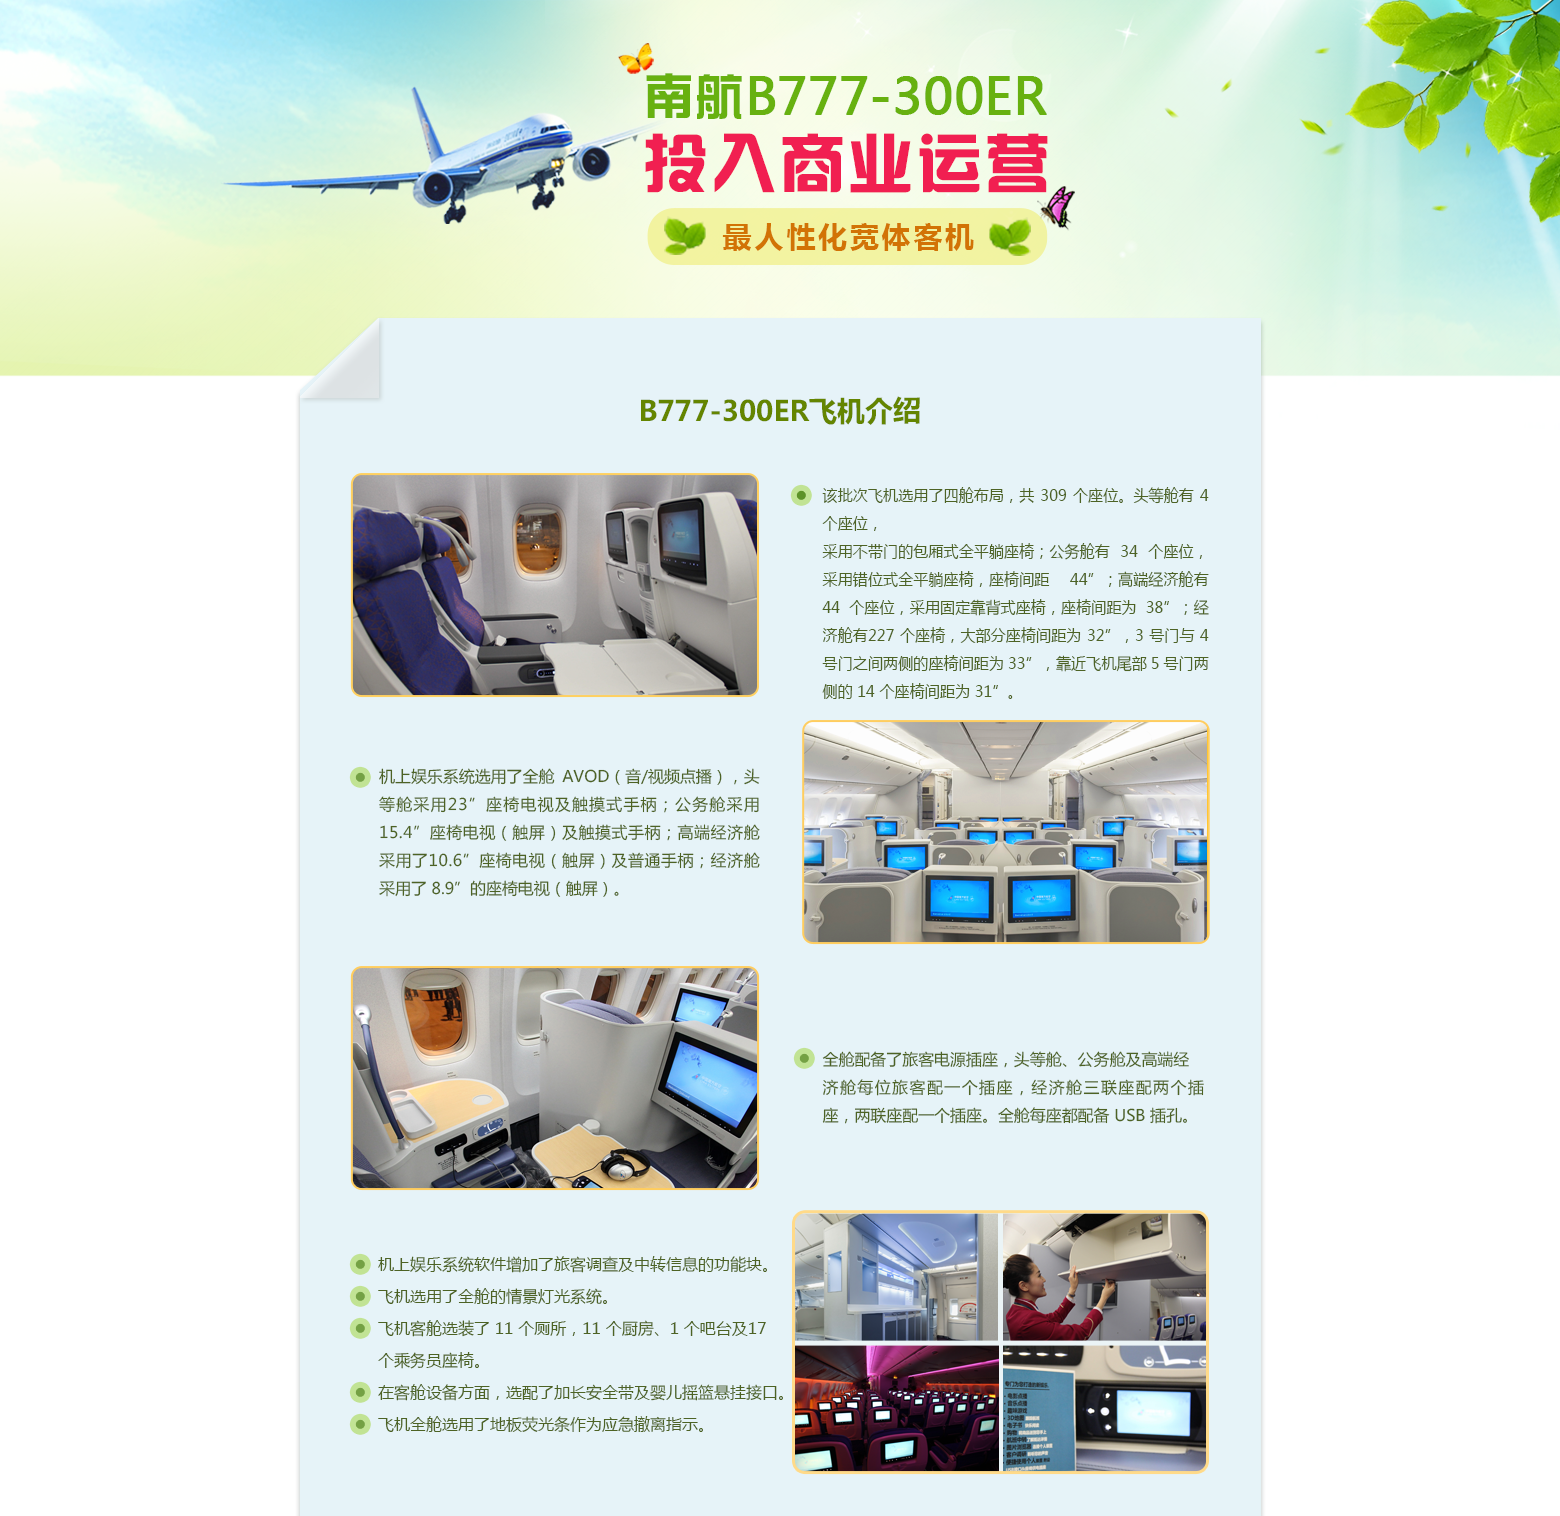 南航B777-300ER
投入商业运营
最人性化宽体客机
B777-300ER飞机介绍
该批次飞机选用了四舱布局，共 309 个座位。头等舱有 4
个座位，
采用不带门的包厢式全平躺座椅；公务舱有 34 个座位，
采用错位式全平躺座椅，座椅间距 44”；高端经济舱有
44 个座位，采用固定靠背式座椅，座椅间距为 38”；经
济舱有227 个座椅，大部分座椅间距为 32”，3 号门与 4
号门之间两侧的座椅间距为 33”，靠近飞机尾部 5 号门两
侧的 14 个座椅间距为 31”。
机上娱乐系统选用了全舱 AVOD（音/视频点播），头
等舱采用23”座椅电视及触摸式手柄；公务舱采用
15.4”座椅电视（触屏）及触摸式手柄；高端经济舱
采用了10.6”座椅电视（触屏）及普通手柄；经济舱
采用了 8.9”的座椅电视（触屏）。
全舱配备了旅客电源插座，头等舱、公务舱及高端经
济舱每位旅客配一个插座，经济舱三联座配两个插
座，两联座配一个插座。全舱每座都配备 USB 插孔。
机上娱乐系统软件增加了旅客调查及中转信息的功能块。
飞机选用了全舱的情景灯光系统。
飞机客舱选装了 11 个厕所，11 个厨房、1 个吧台及17
个乘务员座椅。
在客舱设备方面，选配了加长安全带及婴儿摇篮悬挂接口。
飞机全舱选用了地板荧光条作为应急撤离指示。